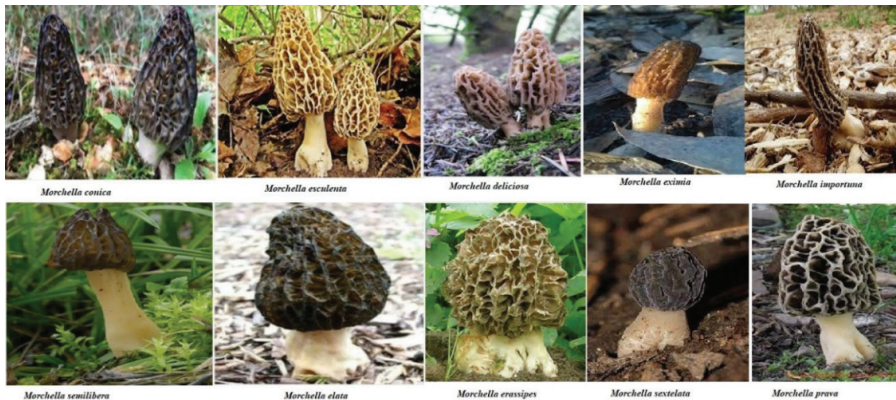 Morchella conica
Morchella esculenta
Morchella deliciosa
Morchella eximia
Morchella importuna
Morchella semilibera
Morchella elata
Morchella erassipes
Morchella sextelata
Morchella prava